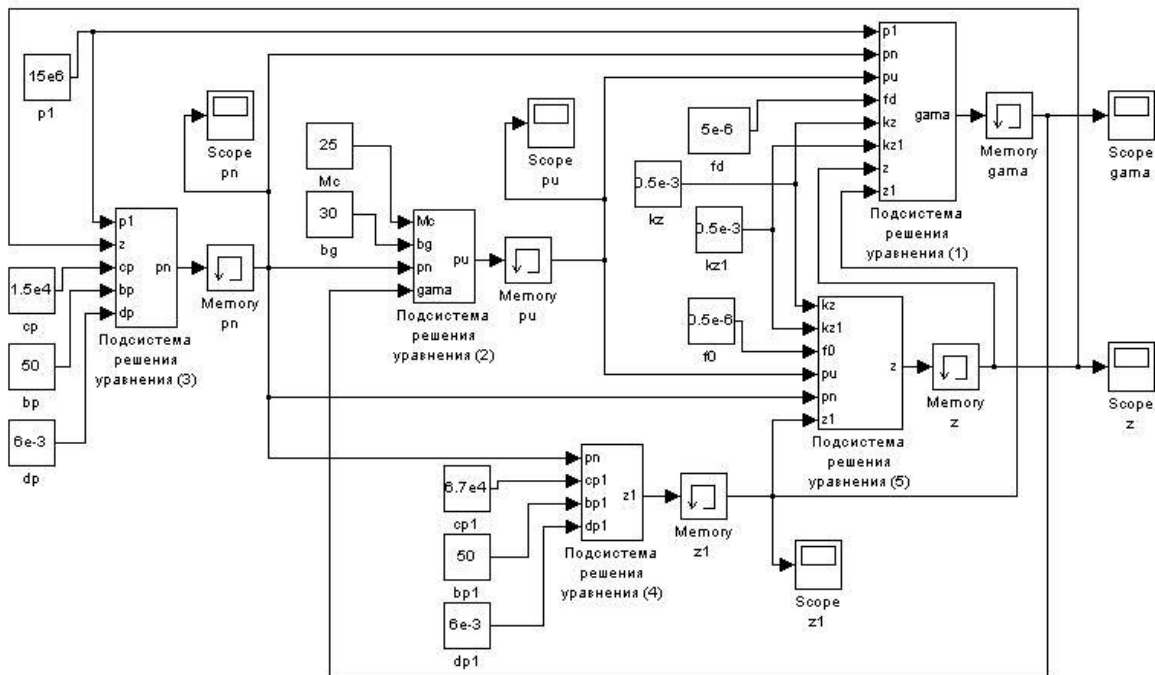 15e6
p1
Scope
pn
p1
z
cp
bp
dp
pn
Подсистема
решения
уравнения (3)
Memory
pn
1.5e4
cp
50
bp
6e-3
dp
25
Mc
30
bg
Mc
bg
pn
gama
pu
Подсистема
решения
уравнения (2)
Memory
pu
Scope
pu
5e-6
fd
0.5e-3
kz
0.5e-3
kz1
0.5e-6
f0
p1
pn
pu
fd
kz
kz1
z
z1
gama
Подсистема
решения
уравнения (1)
Memory
gama
Scope
gama
kz
kz1
f0
pu
pn
z1
z
Подсистема
решения
уравнения (5)
Memory
z
Scope
z
6.7e4
cp1
50
bp1
6e-3
dp1
pn
cp1
bp1
dp1
z1
Подсистема
решения
уравнения (4)
Memory
z1
Scope
z1